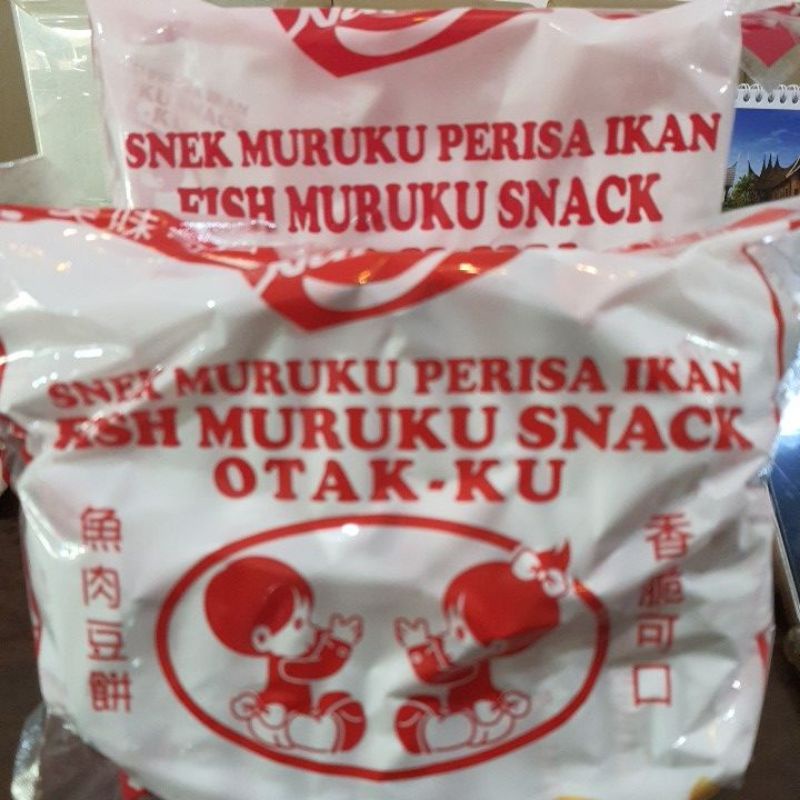 SNEK MURUKU PERISA IKAN
FISH MURUKU SNACK
味
SNEK MURUKU PERISA IKAN
FISH MURUKU SNACK
OTAK-KU
魚肉豆餅
香脆可口